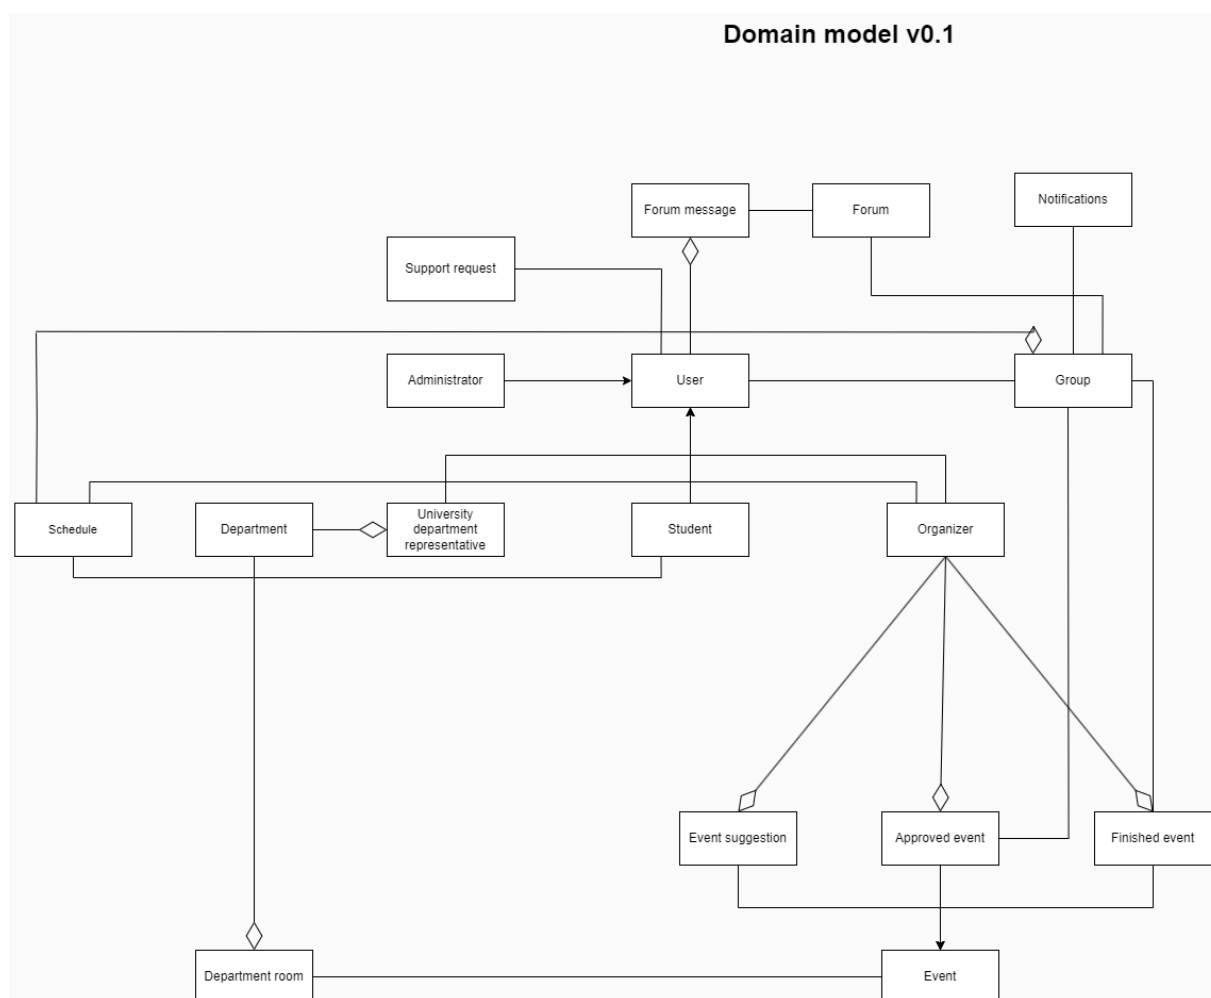 Domain model v0.1
Notifications
Forum message
Forum
Support request
Administrator
User
Group
Schedule
Department
University
department
representative
Student
Organizer
Event suggestion
Approved event
Finished event
Department room
Event